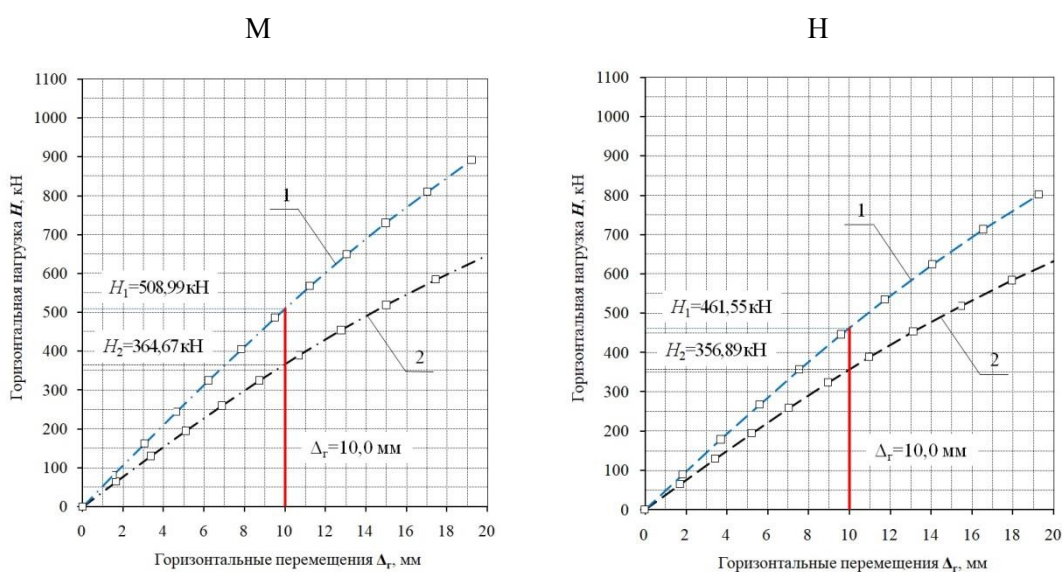 М
Н
1100
1000
900
800
700
600
500
400
300
200
100
0
Горизонтальная нагрузка H, кН
1
H₁=508,99кН
H₂=364,67кН
2
Δг=10,0 мм
0 2 4 6 8 10 12 14 16 18 20
Горизонтальные перемещения Δг, мм
1100
1000
900
800
700
600
500
400
300
200
100
0
Горизонтальная нагрузка H, кН
1
H₁=461,55кН
H₂=356,89кН
2
Δг=10,0 мм
0 2 4 6 8 10 12 14 16 18 20
Горизонтальные перемещения Δг, мм